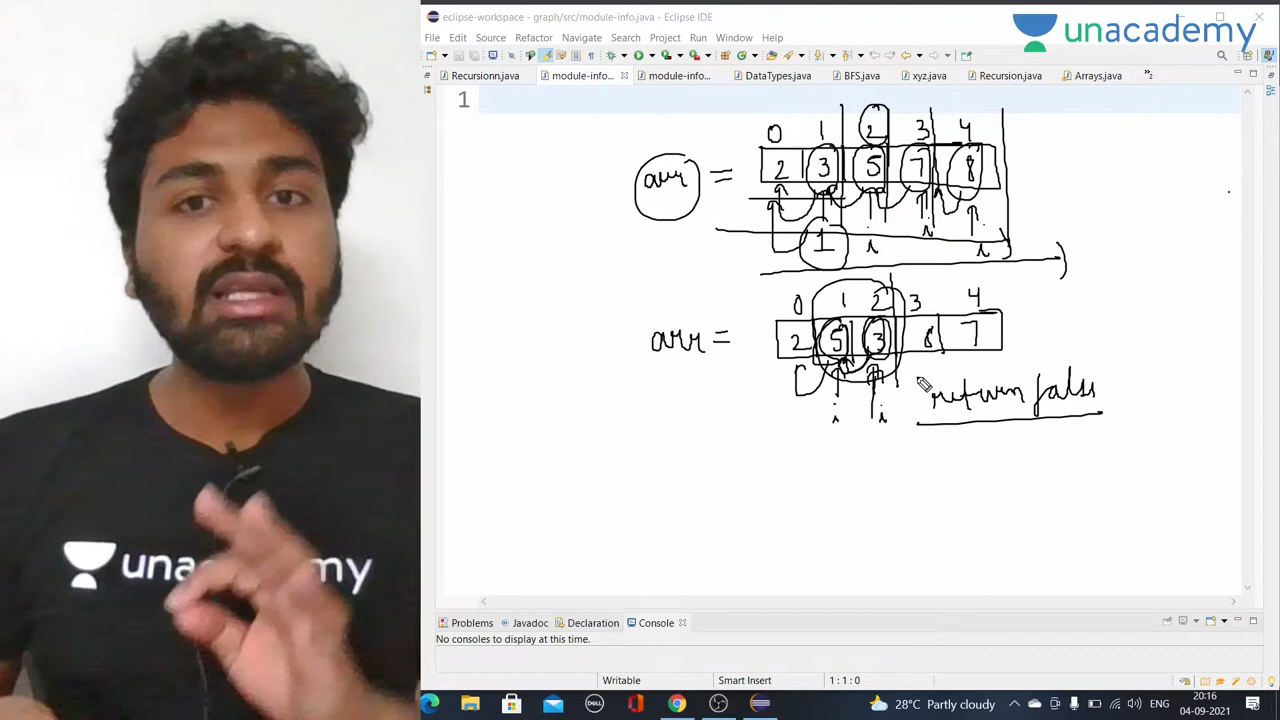 eclipse-workspace - graph/src/module-info.java - Eclipse IDE
unacademy
File Edit Source Refactor Navigate Search Project Run Window Help
Recursionn.java module-info... module-info... DataTypes.java BFS.java xyz.java Recursion.java Arrays.java
1
0 1 2 3 4
arr = 2 3 5 7 8
1 i i i
0 1 2 3 4
arr = 2 5 3 8 7
i i return false
unacademy
Problems Javadoc Declaration Console
No consoles to display at this time.
Writable Smart Insert 1:1:0
DELL 28°C Partly cloudy ENG 20:16
04-09-2021